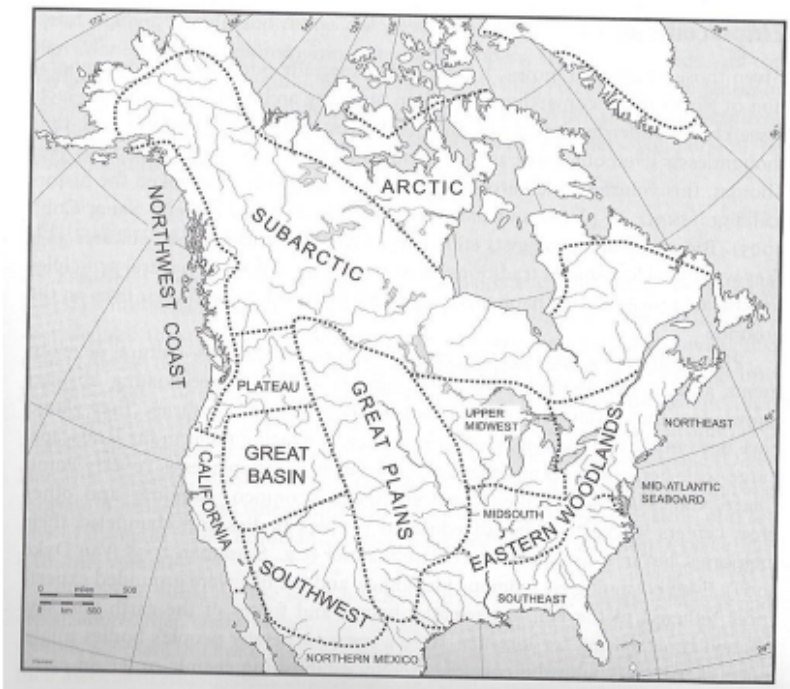 ARCTIC
SUBARCTIC
NORTHWEST COAST
PLATEAU
GREAT PLAINS
UPPER
MIDWEST
NORTHEAST
GREAT
BASIN
CALIFORNIA
EASTERN WOODLANDS
MID-ATLANTIC
SEABOARD
MIDSOUTH
SOUTHWEST
SOUTHEAST
0 miles 500
0 km 500
NORTHERN MEXICO